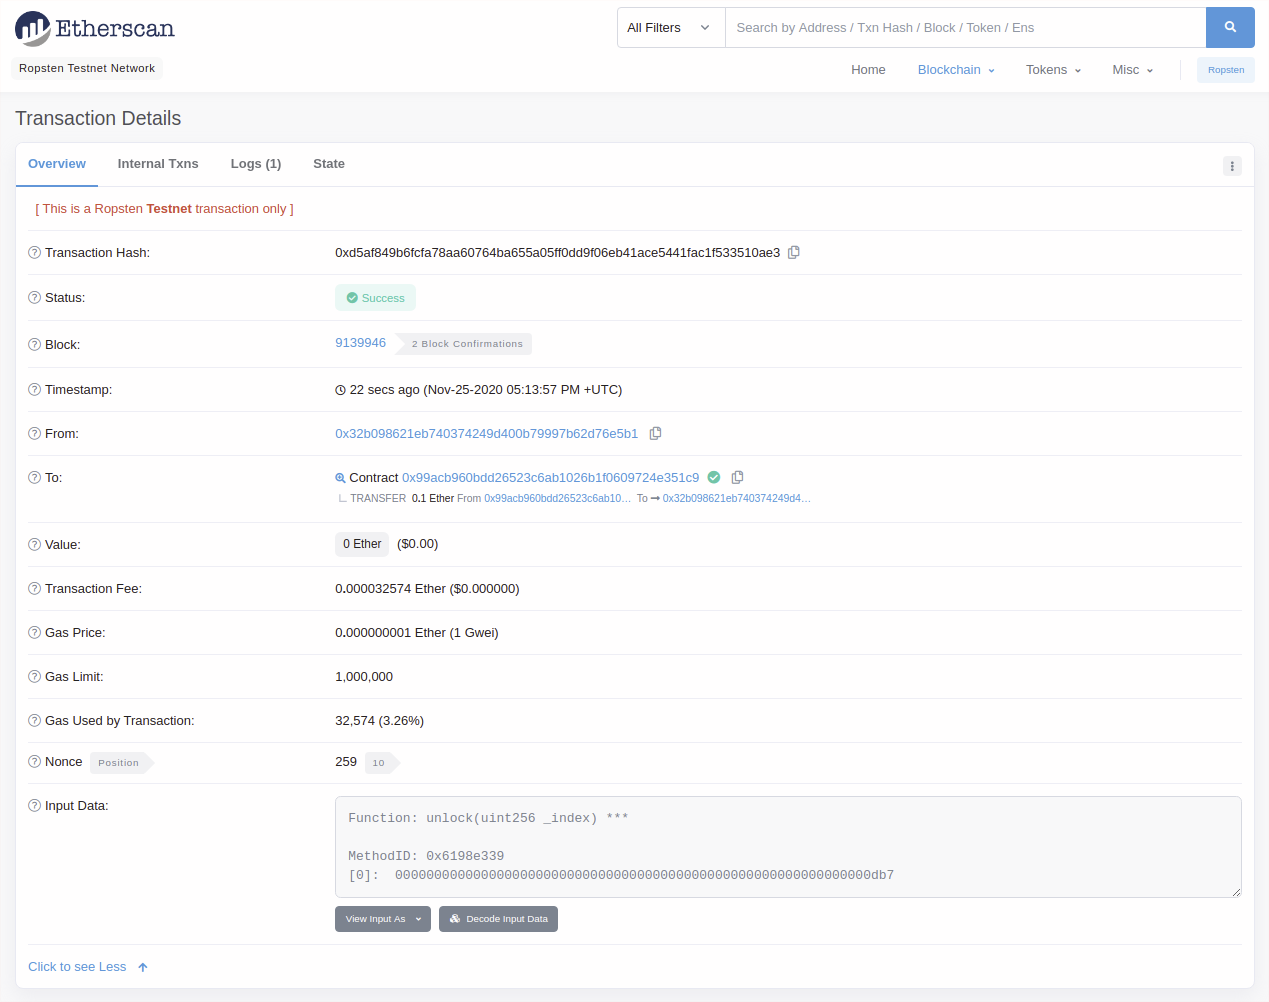 Etherscan
All Filters
Search by Address / Txn Hash / Block / Token / Ens
Ropsten Testnet Network
Home Blockchain Tokens Misc Ropsten
Transaction Details
Overview Internal Txns Logs (1) State
[ This is a Ropsten Testnet transaction only ]
Transaction Hash: 0xd5af849b6fcfa78aa60764ba655a05ff0dd9f06eb41ace5441fac1f533510ae3
Status: Success
Block: 9139946 2 Block Confirmations
Timestamp: 22 secs ago (Nov-25-2020 05:13:57 PM +UTC)
From: 0x32b098621eb740374249d400b79997b62d76e5b1
To: Contract 0x99acb960bdd26523c6ab1026b1f0609724e351c9
TRANSFER 0.1 Ether From 0x99acb960bdd26523c6ab10... To → 0x32b098621eb740374249d4...
Value: 0 Ether ($0.00)
Transaction Fee: 0.000032574 Ether ($0.000000)
Gas Price: 0.000000001 Ether (1 Gwei)
Gas Limit: 1,000,000
Gas Used by Transaction: 32,574 (3.26%)
Nonce Position 259 10
Input Data:
Function: unlock(uint256 _index) ***
MethodID: 0x6198e339
[0]: 0000000000000000000000000000000000000000000000000000000000000db7
View Input As Decode Input Data
Click to see Less ↑